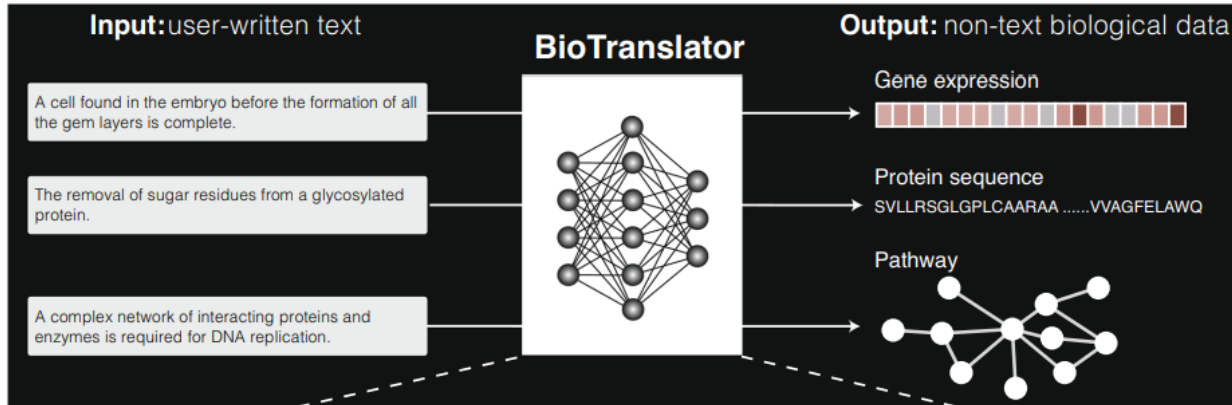 Input: user-written text
BioTranslator
Output: non-text biological data
A cell found in the embryo before the formation of all
the gem layers is complete.
Gene expression
The removal of sugar residues from a glycosylated
protein.
Protein sequence
SVLLRSGLGPLCAARAA ......VVAGFELAWQ
A complex network of interacting proteins and
enzymes is required for DNA replication.
Pathway